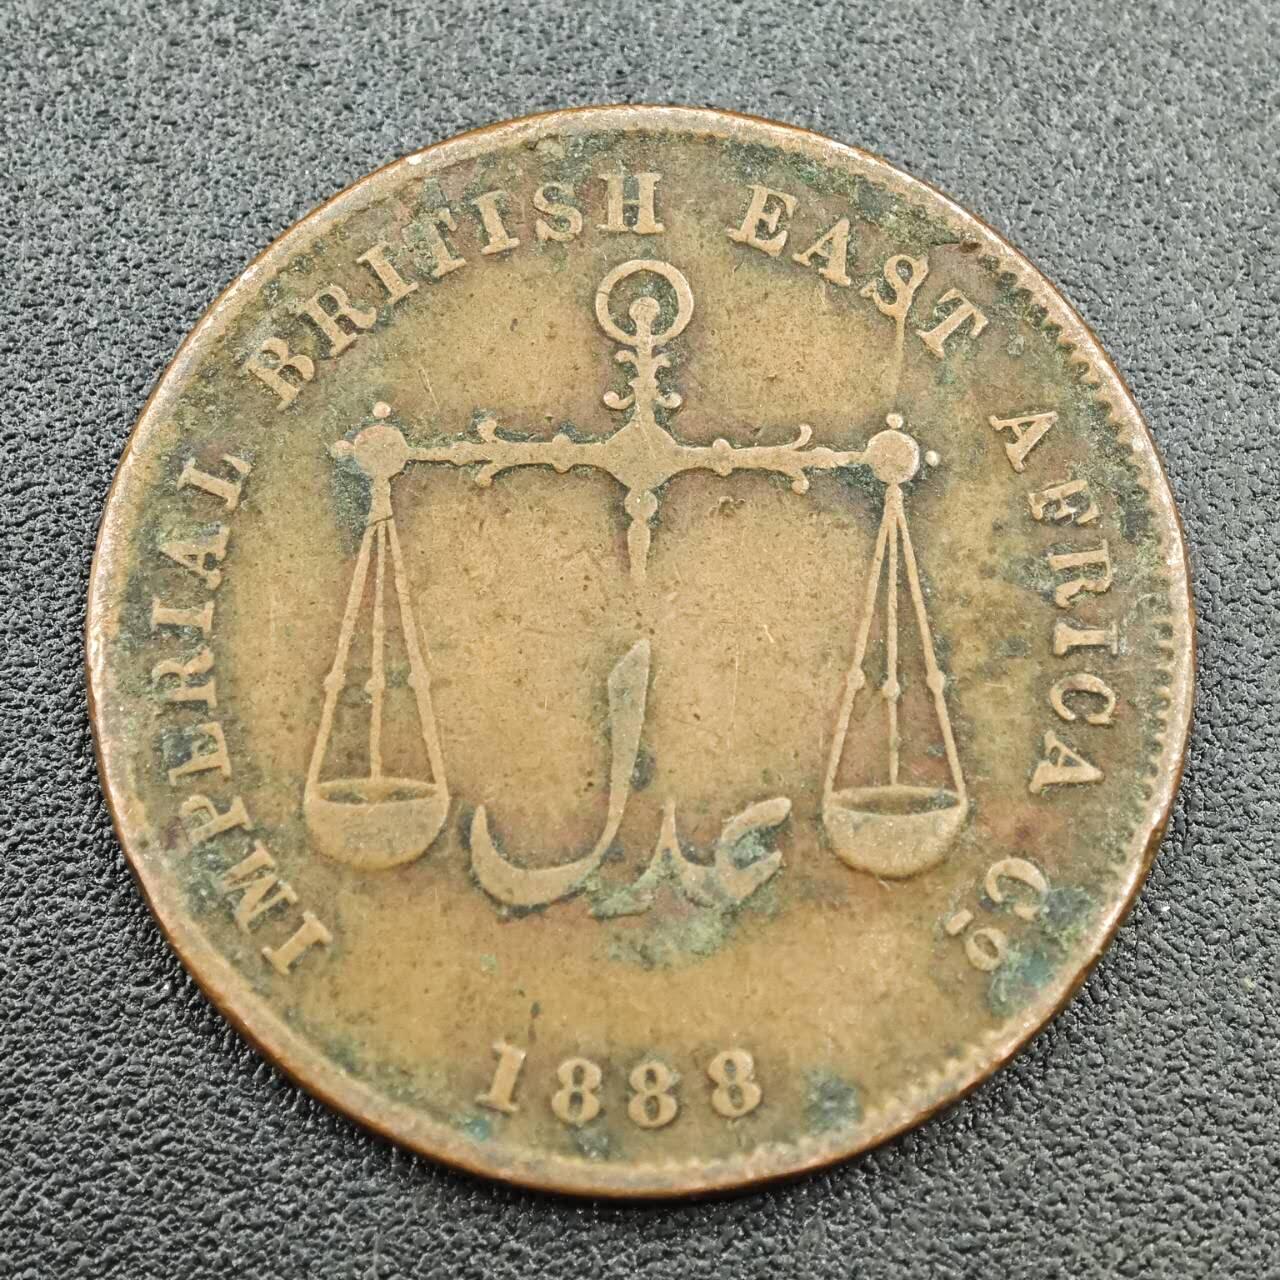 IMPERIAL BRITISH EAST AFRICA Co
عدل
1888